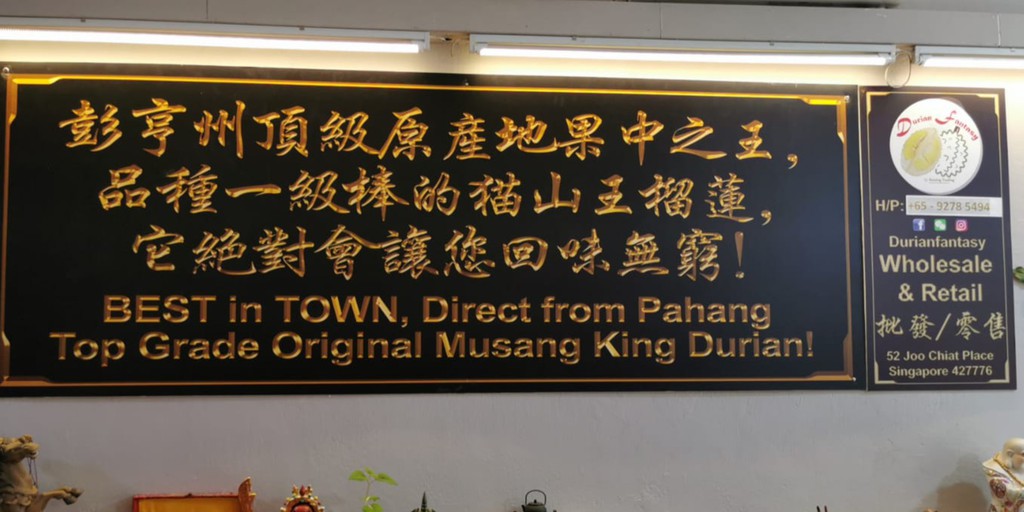 彭亨州頂級原產地果中之王,
品種一級棒的猫山王榴蓮,
它絕對會讓您回味無窮!
BEST in TOWN, Direct from Pahang
Top Grade Original Musang King Durian!
Durian Fantasy
H/P: +65 - 9278 5494
Durianfantasy
Wholesale
& Retail
批發/零售
52 Joo Chiat Place
Singapore 427776